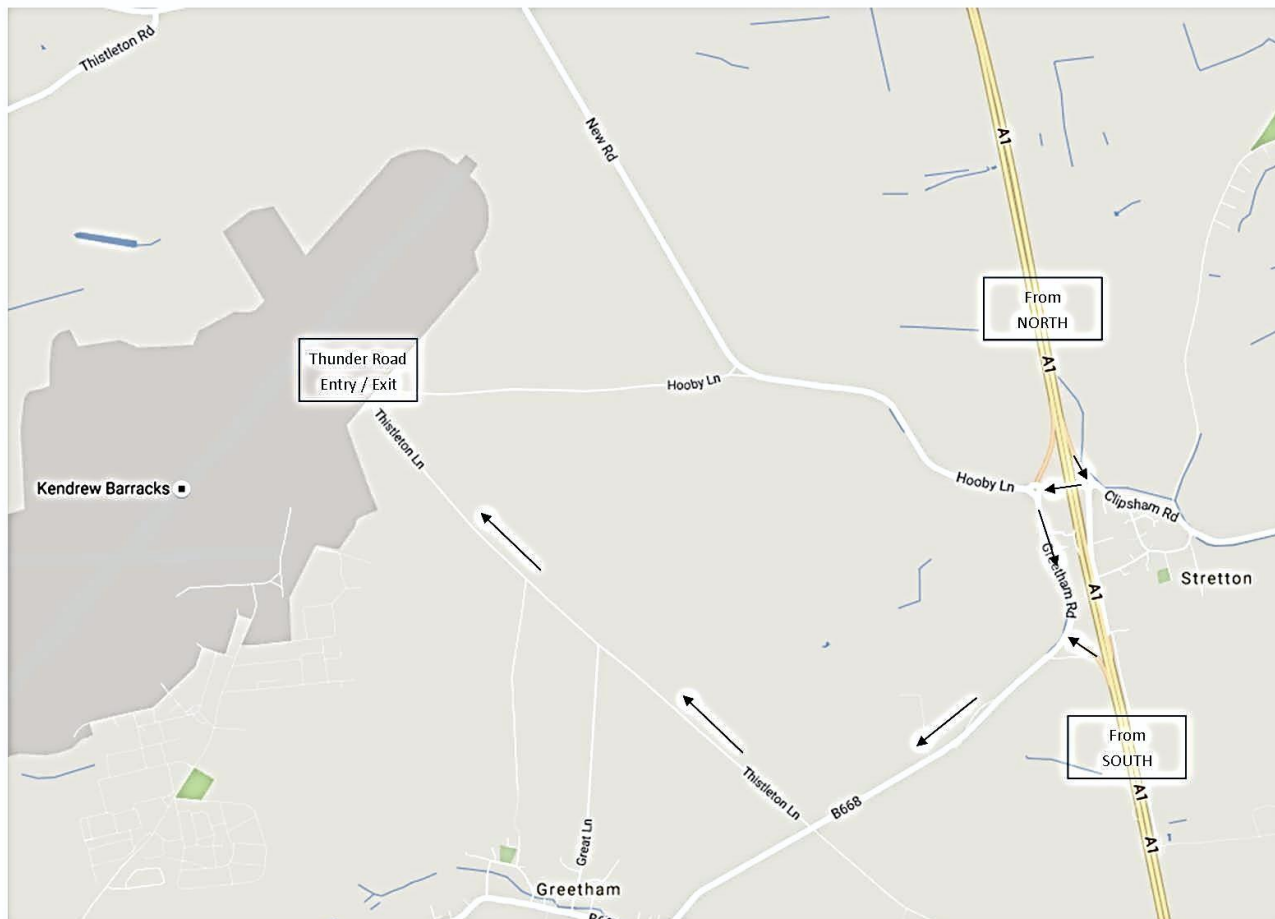 Thistleton Rd
New Rd
A1
From
NORTH
Thunder Road
Entry / Exit
A1
Hooby Ln
Thistleton Ln
Kendrew Barracks
Hooby Ln
Clipsham Rd
Greetham Rd
Stretton
A1
From
SOUTH
Thistleton Ln
A1
B668
Great Ln
A1
Greetham